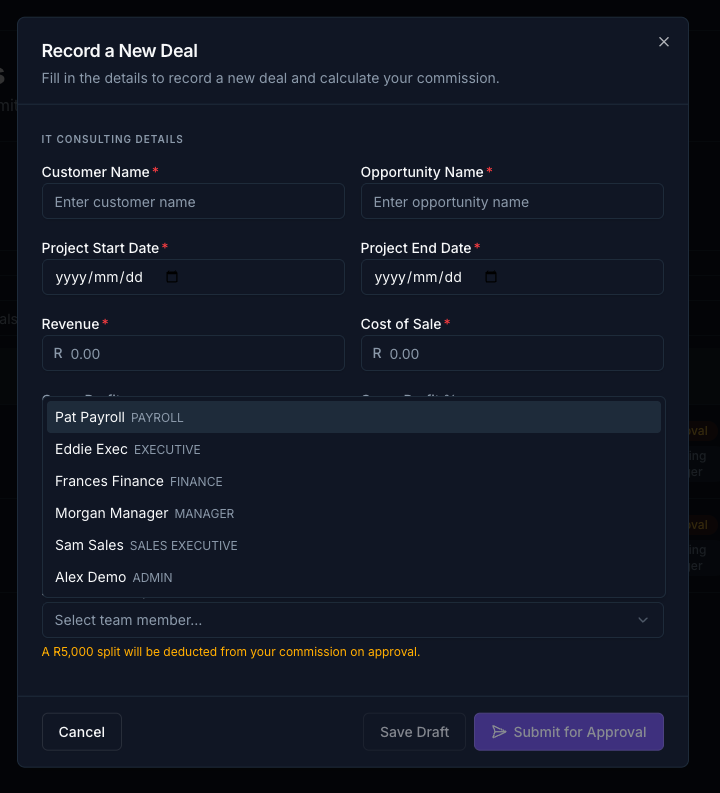 Record a New Deal
Fill in the details to record a new deal and calculate your commission.
IT CONSULTING DETAILS
Customer Name * Opportunity Name *
Enter customer name Enter opportunity name
Project Start Date * Project End Date *
yyyy/mm/dd yyyy/mm/dd
Revenue * Cost of Sale *
R 0.00 R 0.00
Pat Payroll PAYROLL
Eddie Exec EXECUTIVE
Frances Finance FINANCE
Morgan Manager MANAGER
Sam Sales SALES EXECUTIVE
Alex Demo ADMIN
Select team member...
A R5,000 split will be deducted from your commission on approval.
Cancel Save Draft Submit for Approval